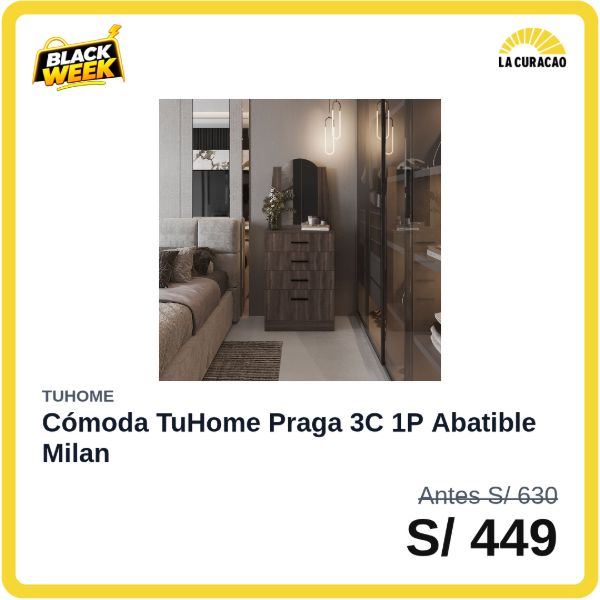 BLACK
WEEK
LA CURACAO
TUHOME
Cómoda TuHome Praga 3C 1P Abatible
Milan
Antes S/ 630
S/ 449